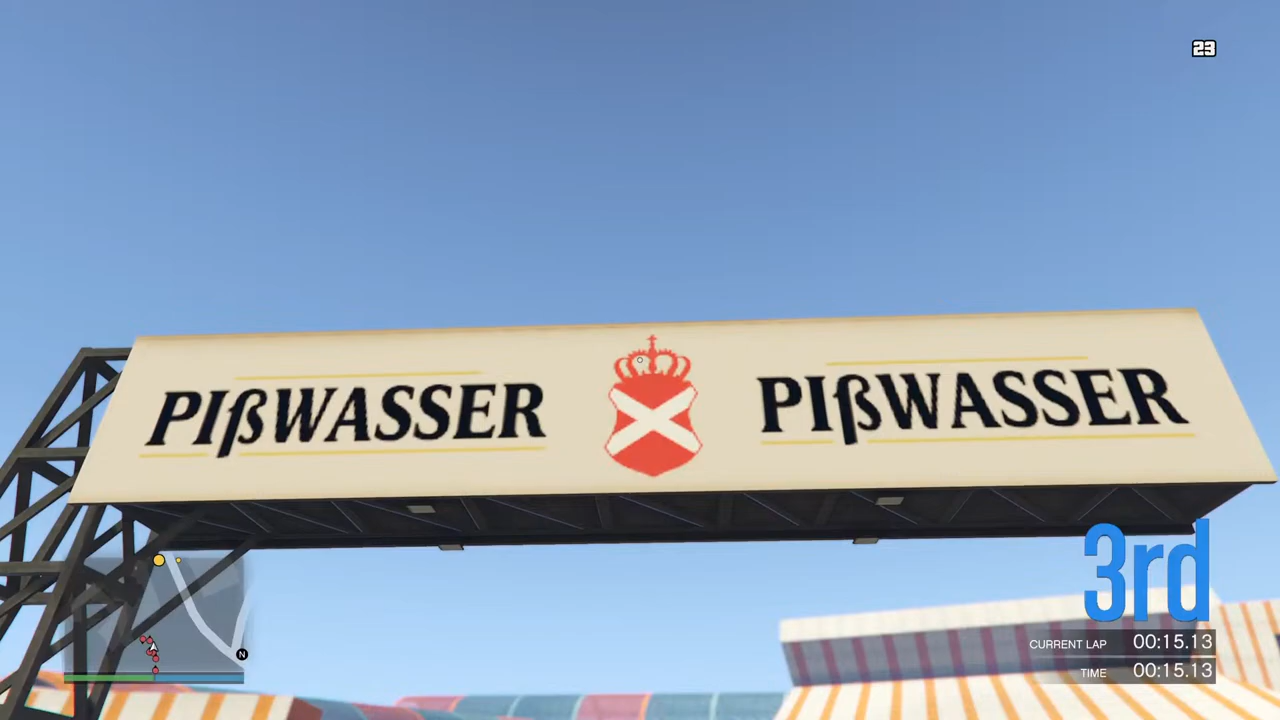 23
PIßWASSER PIßWASSER
3rd
CURRENT LAP 00:15.13
TIME 00:15.13
N